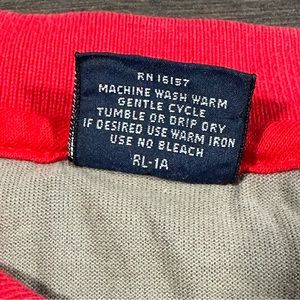 RN 16157
MACHINE WASH WARM
GENTLE CYCLE
TUMBLE OR DRIP DRY
IF DESIRED USE WARM IRON
USE NO BLEACH
RL-1A